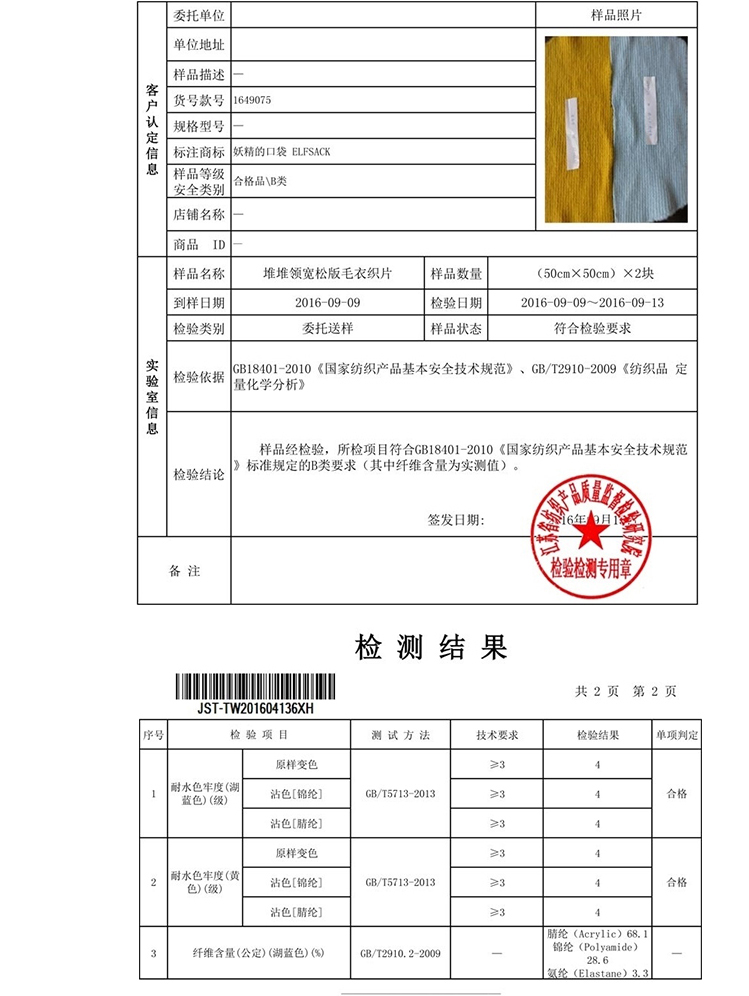 委托单位
样品照片
单位地址
样品描述 —
货号款号 1649075
规格型号 —
标注商标 妖精的口袋 ELFSACK
样品等级
安全类别 合格品\B类
店铺名称 —
商品 ID —
客户认定信息
样品名称 堆堆领宽松版毛衣织片 样品数量 (50cm×50cm)×2块
到样日期 2016-09-09 检验日期 2016-09-09～2016-09-13
检验类别 委托送样 样品状态 符合检验要求
实验室信息
检验依据 GB18401-2010《国家纺织产品基本安全技术规范》、GB/T2910-2009《纺织品 定
量化学分析》
检验结论
样品经检验，所检项目符合GB18401-2010《国家纺织产品基本安全技术规范
》标准规定的B类要求（其中纤维含量为实测值）。
签发日期:
江苏省纺织产品质量监督检验研究院
检验检测专用章
备 注
检 测 结 果
JST-TW201604136XH
共 2 页 第 2 页
序号 检 验 项 目 测 试 方 法 技术要求 检验结果 单项判定
1 耐水色牢度(湖
蓝色)(级) GB/T5713-2013 合格
原样变色 ≥3 4
沾色[锦纶] ≥3 4
沾色[腈纶] ≥3 4
2 耐水色牢度(黄
色)(级) GB/T5713-2013 合格
原样变色 ≥3 4
沾色[锦纶] ≥3 4
沾色[腈纶] ≥3 4
3 纤维含量(公定)(湖蓝色)(%) GB/T2910.2-2009 — 腈纶（Acrylic）68.1 —
锦纶（Polyamide）
28.6
氨纶（Elastane）3.3